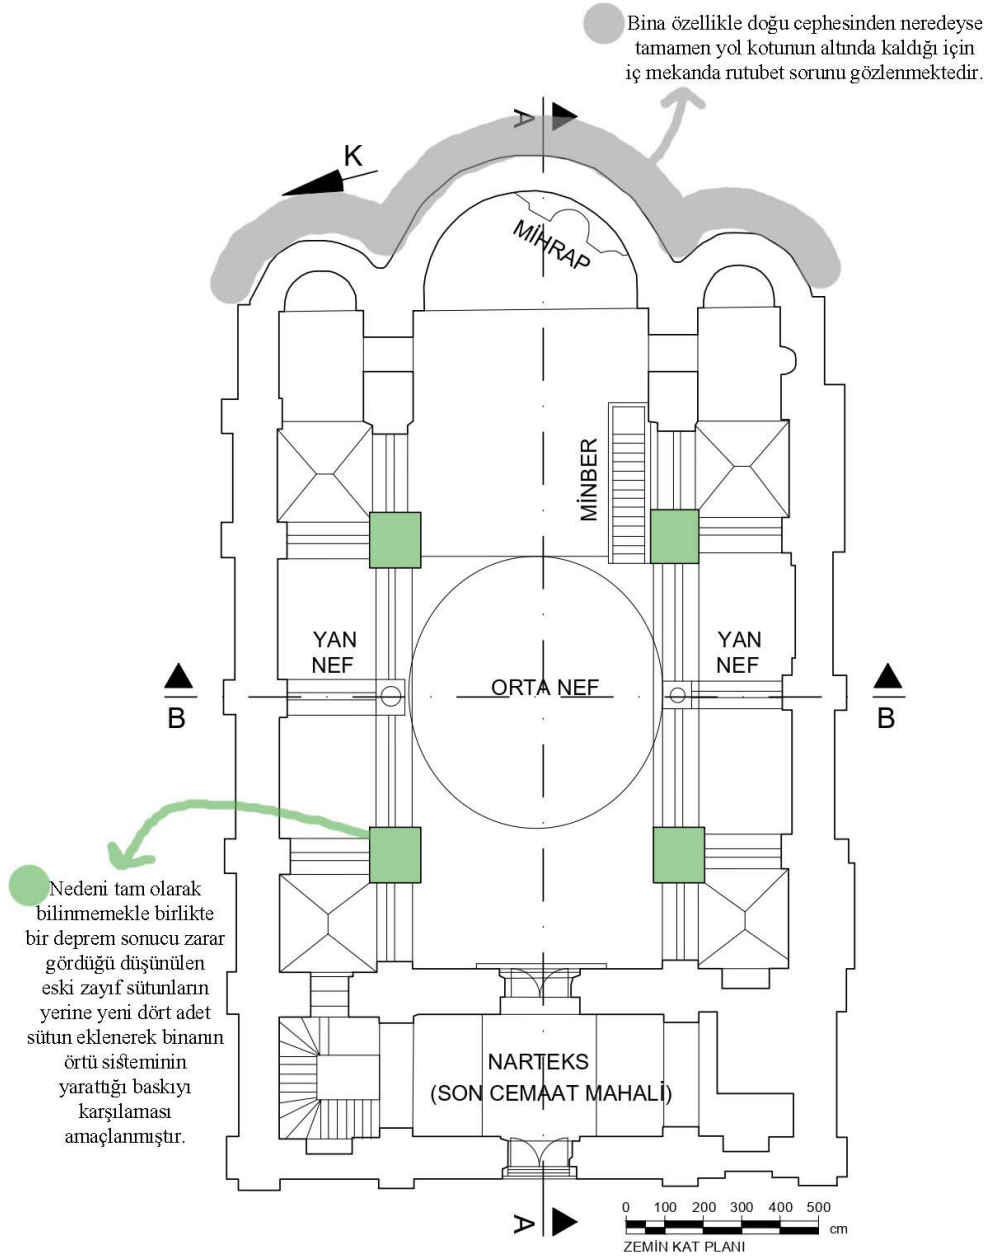 Bina özellikle doğu cephesinden neredeyse
tamamen yol kotunun altında kaldığı için
iç mekanda rutubet sorunu gözlenmektedir.
A
K
MİHRAP
MİNBER
YAN
NEF
YAN
NEF
ORTA NEF
B
B
Nedeni tam olarak
bilinmemekle birlikte
bir deprem sonucu zarar
gördüğü düşünülen
eski zayıf sütunların
yerine yeni dört adet
sütun eklenerek binanın
örtü sisteminin
yarattığı baskıyı
karşılaması
amaçlanmıştır.
NARTEKS
(SON CEMAAT MAHALİ)
A
0 100 200 300 400 500
cm
ZEMİN KAT PLANI